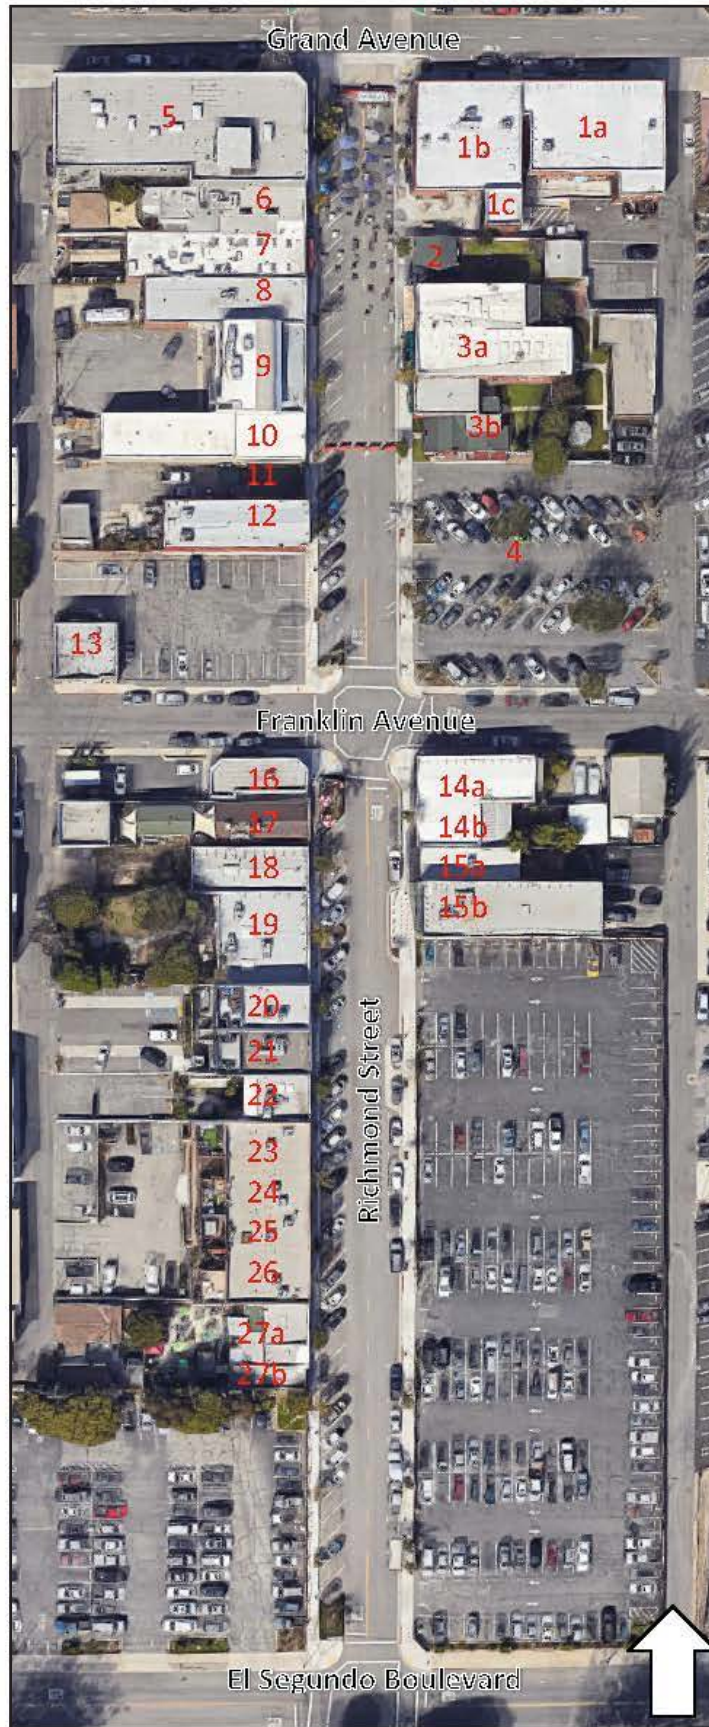 Grand Avenue
5
1b
1a
6
1c
7
2
8
3a
9
10
3b
11
12
4
13
Franklin Avenue
16
14a
17
14b
18
15a
19
15b
20
21
22
Richmond Street
23
24
25
26
27a
27b
El Segundo Boulevard